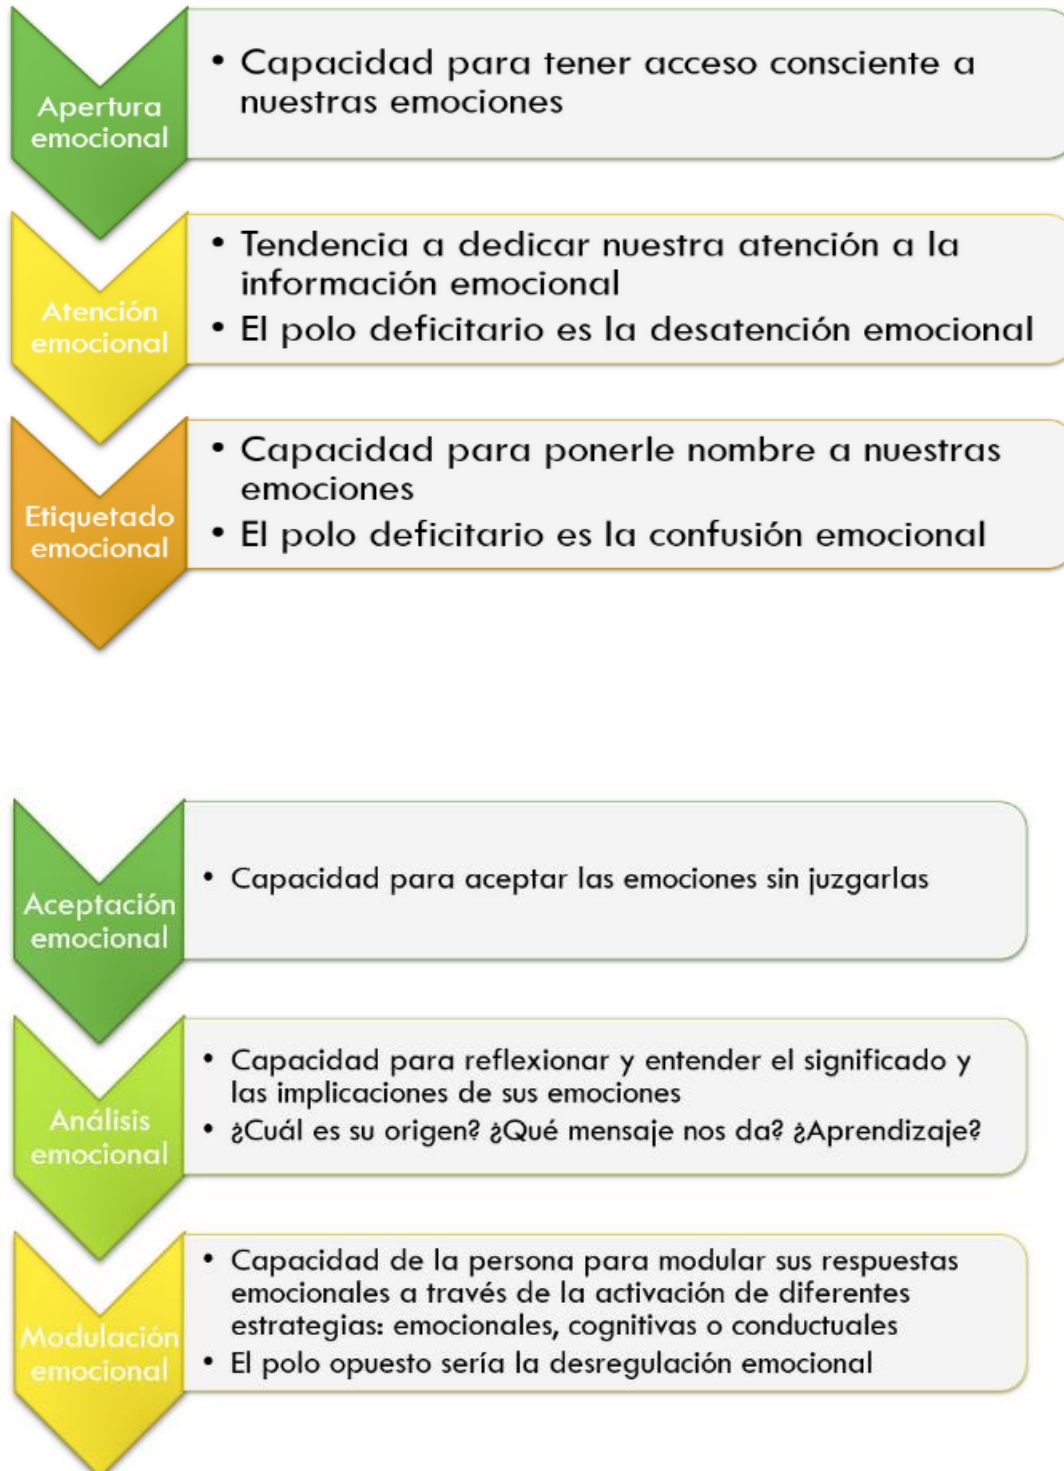 Apertura
emocional
• Capacidad para tener acceso consciente a
nuestras emociones
Atención
emocional
• Tendencia a dedicar nuestra atención a la
información emocional
• El polo deficitario es la desatención emocional
Etiquetado
emocional
• Capacidad para ponerle nombre a nuestras
emociones
• El polo deficitario es la confusión emocional
Aceptación
emocional
• Capacidad para aceptar las emociones sin juzgarlas
Análisis
emocional
• Capacidad para reflexionar y entender el significado y
las implicaciones de sus emociones
• ¿Cuál es su origen? ¿Qué mensaje nos da? ¿Aprendizaje?
Modulación
emocional
• Capacidad de la persona para modular sus respuestas
emocionales a través de la activación de diferentes
estrategias: emocionales, cognitivas o conductuales
• El polo opuesto sería la desregulación emocional